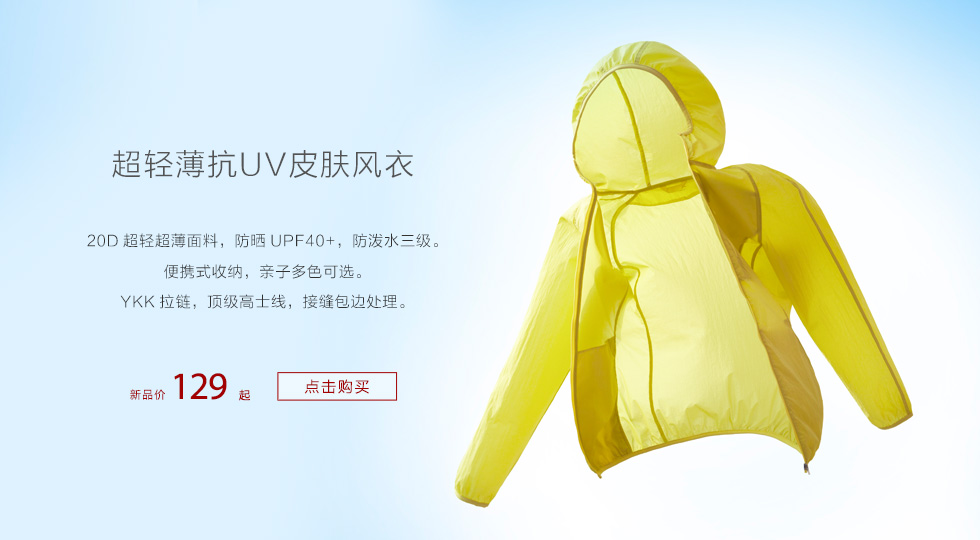 超轻薄抗UV皮肤风衣
20D 超轻超薄面料，防晒 UPF40+，防泼水三级。
便携式收纳，亲子多色可选。
YKK 拉链，顶级高士线，接缝包边处理。
新品价 129 起 点击购买